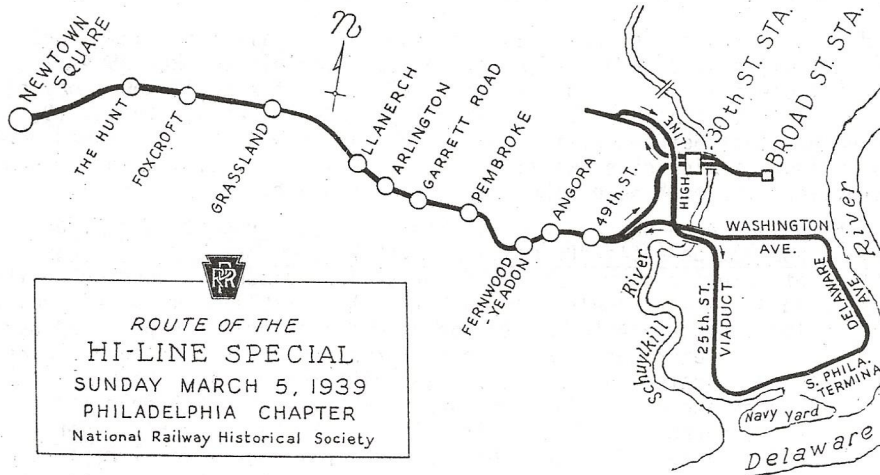 NEWTOWN
SQUARE
THE HUNT
FOXCROFT
GRASSLAND
n
LLANERCH
ARLINGTON
GARRETT ROAD
PEMBROKE
FERNWOOD
-YEADON
ANGORA
49th. ST.
HIGH LINE
30th ST. STA.
BROAD ST. STA.
WASHINGTON
AVE.
DELAWARE
AVE
River
Schuylkill River
25th. ST.
VIADUCT
S. PHILA.
TERMINAL
Navy Yard
Delaware
PRR
ROUTE OF THE
HI-LINE SPECIAL
SUNDAY MARCH 5, 1939
PHILADELPHIA CHAPTER
National Railway Historical Society